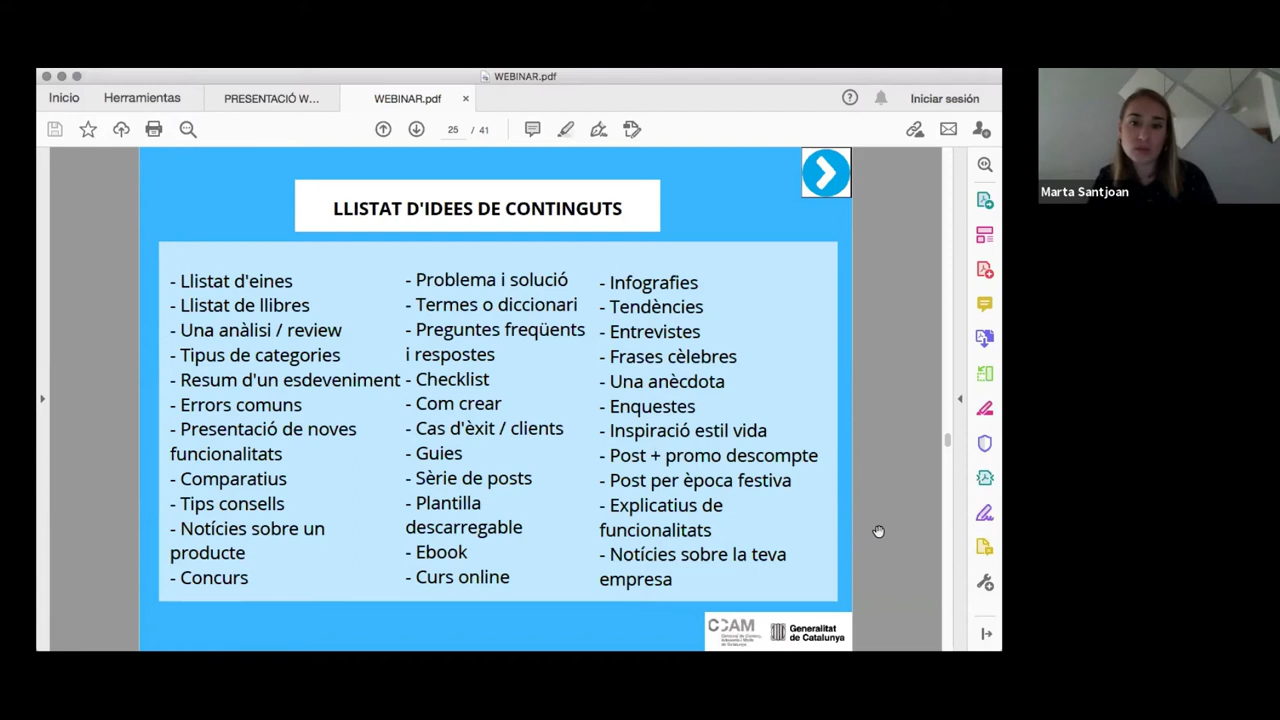 WEBINAR.pdf
Inicio
Herramientas
PRESENTACIÓ W...
WEBINAR.pdf
×
Iniciar sesión
25 / 41
LLISTAT D'IDEES DE CONTINGUTS
- Llistat d'eines
- Llistat de llibres
- Una anàlisi / review
- Tipus de categories
- Resum d'un esdeveniment
- Errors comuns
- Presentació de noves
funcionalitats
- Comparatius
- Tips consells
- Notícies sobre un
producte
- Concurs
- Problema i solució
- Termes o diccionari
- Preguntes freqüents
i respostes
- Checklist
- Com crear
- Cas d'èxit / clients
- Guies
- Sèrie de posts
- Plantilla
descarregable
- Ebook
- Curs online
- Infografies
- Tendències
- Entrevistes
- Frases cèlebres
- Una anècdota
- Enquestes
- Inspiració estil vida
- Post + promo descompte
- Post per època festiva
- Explicatius de
funcionalitats
- Notícies sobre la teva
empresa
CCAM
Generalitat
de Catalunya
Marta Santjoan